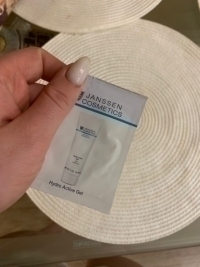 JANSSEN
COSMETICS
Hydro Active Gel